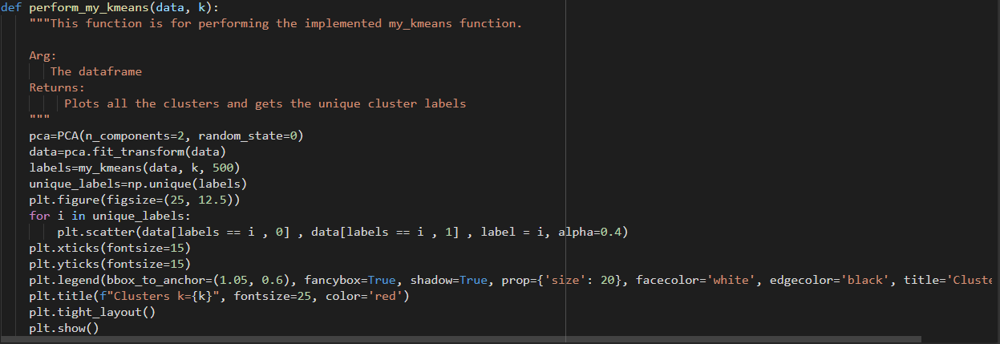 def perform_my_kmeans(data, k):
"""This function is for performing the implemented my_kmeans function.
Arg:
The dataframe
Returns:
Plots all the clusters and gets the unique cluster labels
"""
pca=PCA(n_components=2, random_state=0)
data=pca.fit_transform(data)
labels=my_kmeans(data, k, 500)
unique_labels=np.unique(labels)
plt.figure(figsize=(25, 12.5))
for i in unique_labels:
plt.scatter(data[labels == i , 0] , data[labels == i , 1] , label = i, alpha=0.4)
plt.xticks(fontsize=15)
plt.yticks(fontsize=15)
plt.legend(bbox_to_anchor=(1.05, 0.6), fancybox=True, shadow=True, prop={'size': 20}, facecolor='white', edgecolor='black', title='Cluste
plt.title(f"Clusters k={k}", fontsize=25, color='red')
plt.tight_layout()
plt.show()